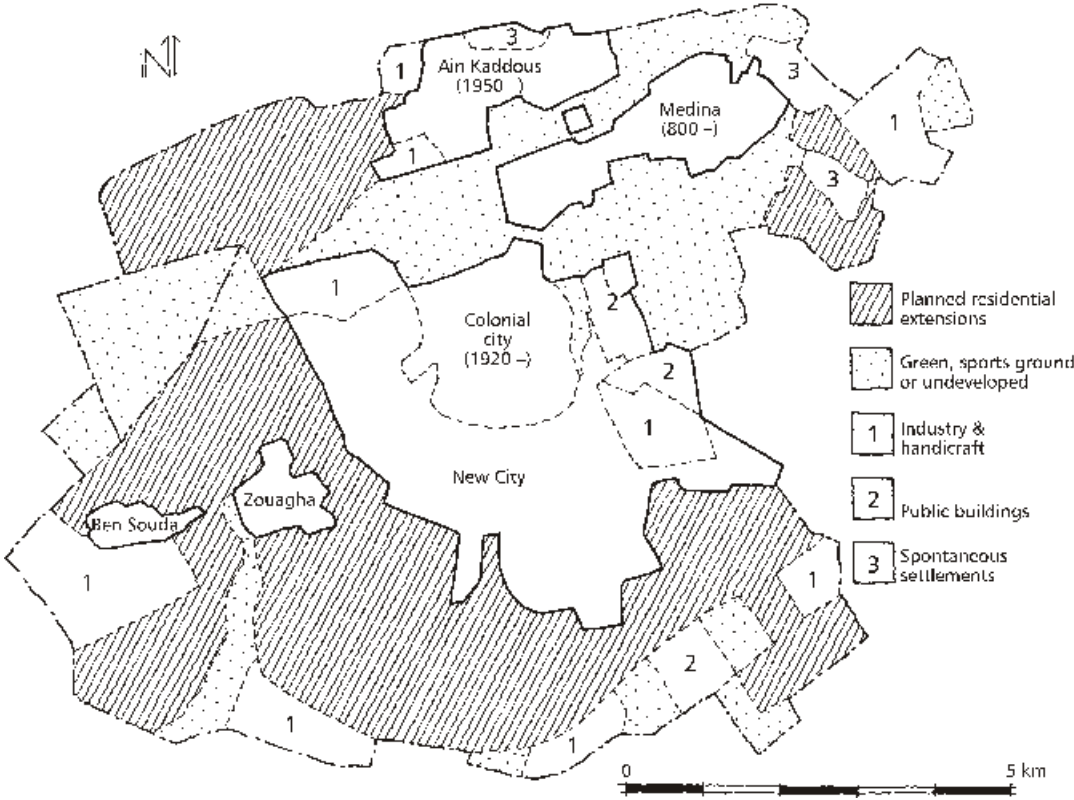 N
3
1
Ain Kaddous
(1950 –)
1
Medina
(800 –)
3
1
3
1
2
Colonial
city
(1920 –)
2
1
New City
Zouagha
Ben Souda
1
1
2
1
1
Planned residential
extensions
Green, sports ground
or undeveloped
1 Industry &
handicraft
2 Public buildings
3 Spontaneous
settlements
0 5 km